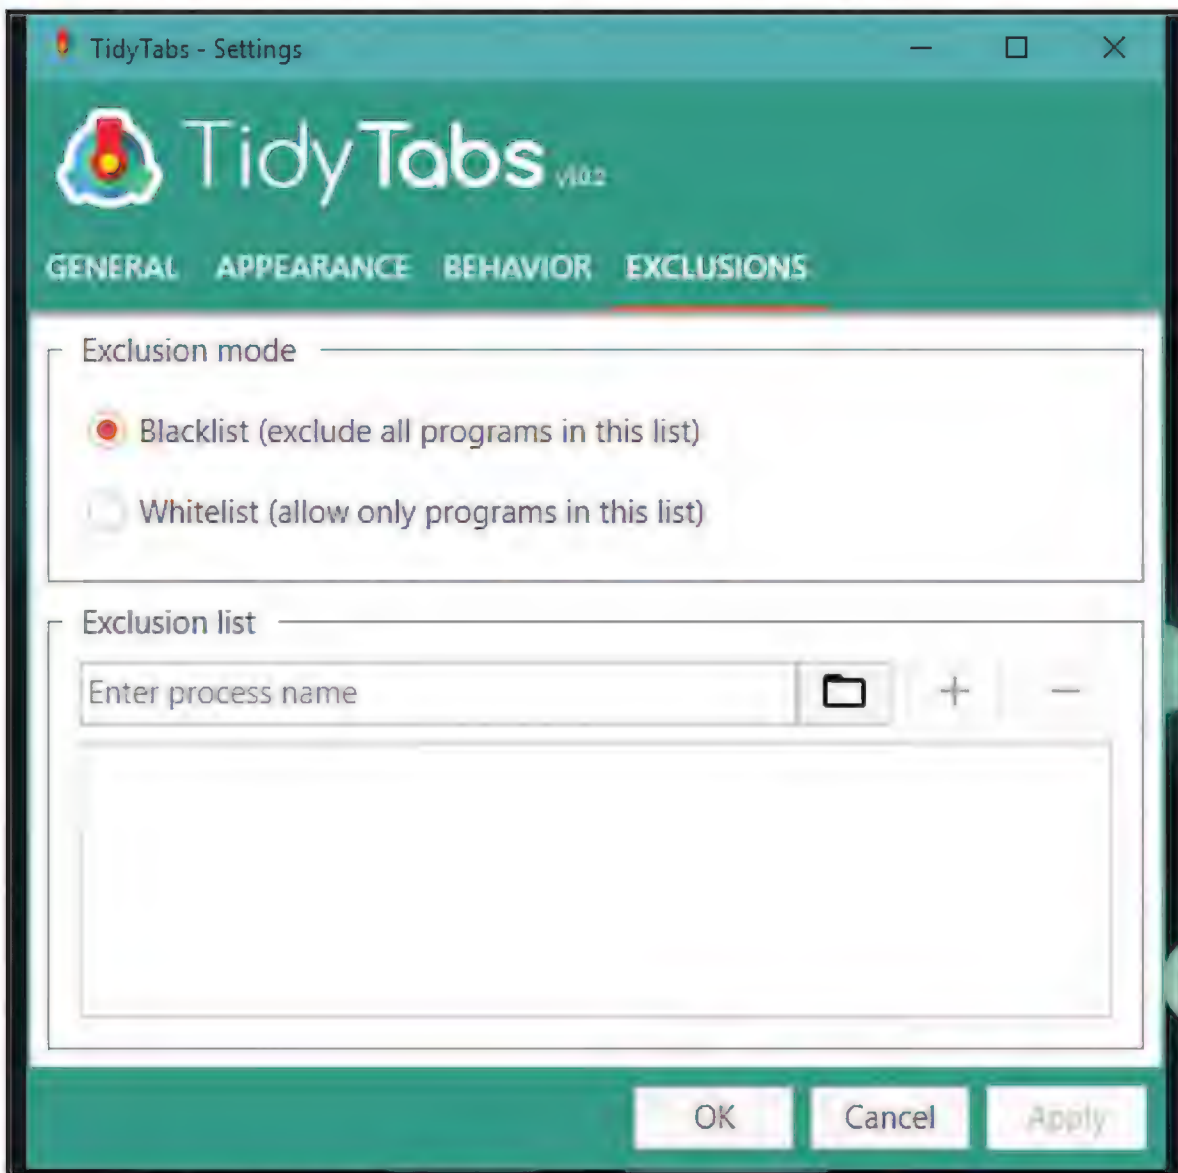 TidyTabs - Settings
TidyTabs
GENERAL APPEARANCE BEHAVIOR EXCLUSIONS
Exclusion mode
Blacklist (exclude all programs in this list)
Whitelist (allow only programs in this list)
Exclusion list
Enter process name
OK Cancel Apply